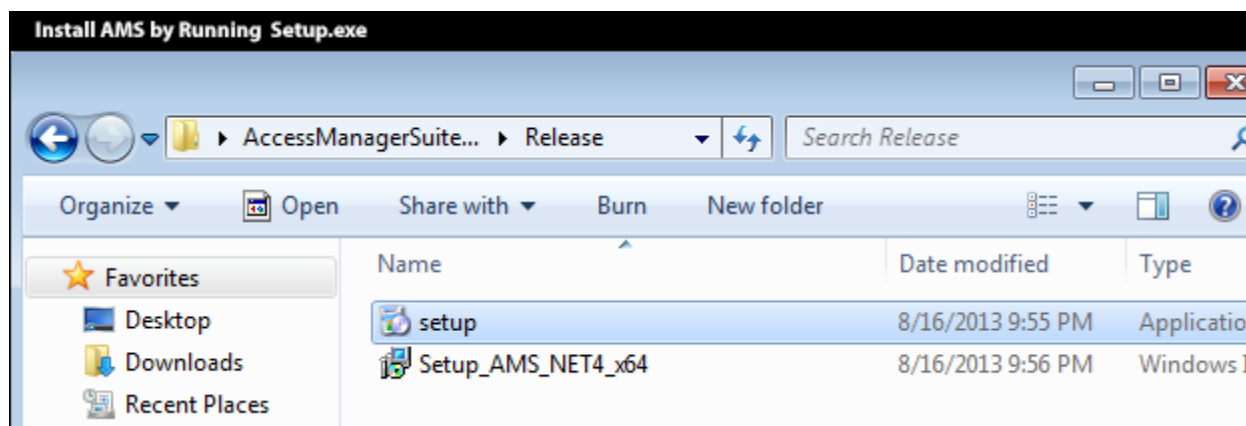 Install AMS by Running Setup.exe
AccessManagerSuite... Release Search Release
Organize Open Share with Burn New folder
Favorites
Desktop
Downloads
Recent Places
Name Date modified Type
setup 8/16/2013 9:55 PM Applicatio
Setup_AMS_NET4_x64 8/16/2013 9:56 PM Windows I